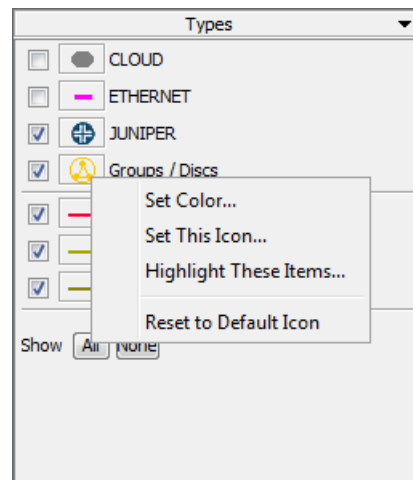 Types
CLOUD
ETHERNET
JUNIPER
Groups / Discs
Set Color...
Set This Icon...
Highlight These Items...
Reset to Default Icon
Show All None